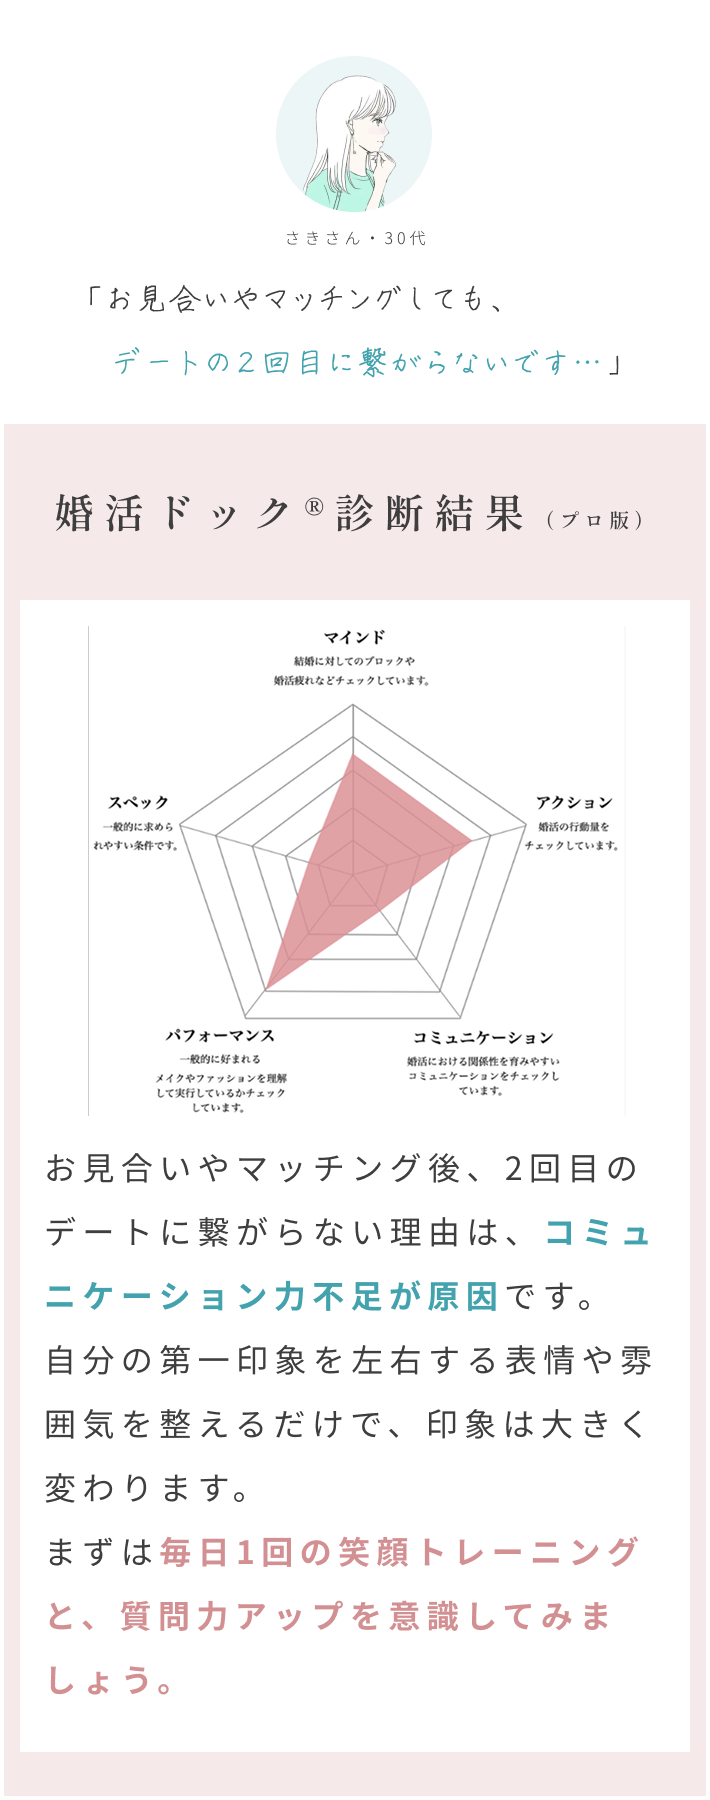 さきさん・30代
「お見合いやマッチングしても、
デートの２回目に繋がらないです…」
婚活ドック®診断結果（プロ版）
マインド
結婚に対してのブロックや
婚活疲れなどチェックしています。
スペック
一般的に求めら
れやすい条件です。
アクション
婚活の行動量を
チェックしています。
パフォーマンス
一般的に好まれる
メイクやファッションを理解
して実行しているかチェック
しています。
コミュニケーション
婚活における関係性を育みやすい
コミュニケーションをチェックし
ています。
お見合いやマッチング後、2回目の
デートに繋がらない理由は、コミュ
ニケーション力不足が原因です。
自分の第一印象を左右する表情や雰
囲気を整えるだけで、印象は大きく
変わります。
まずは毎日1回の笑顔トレーニング
と、質問力アップを意識してみま
しょう。